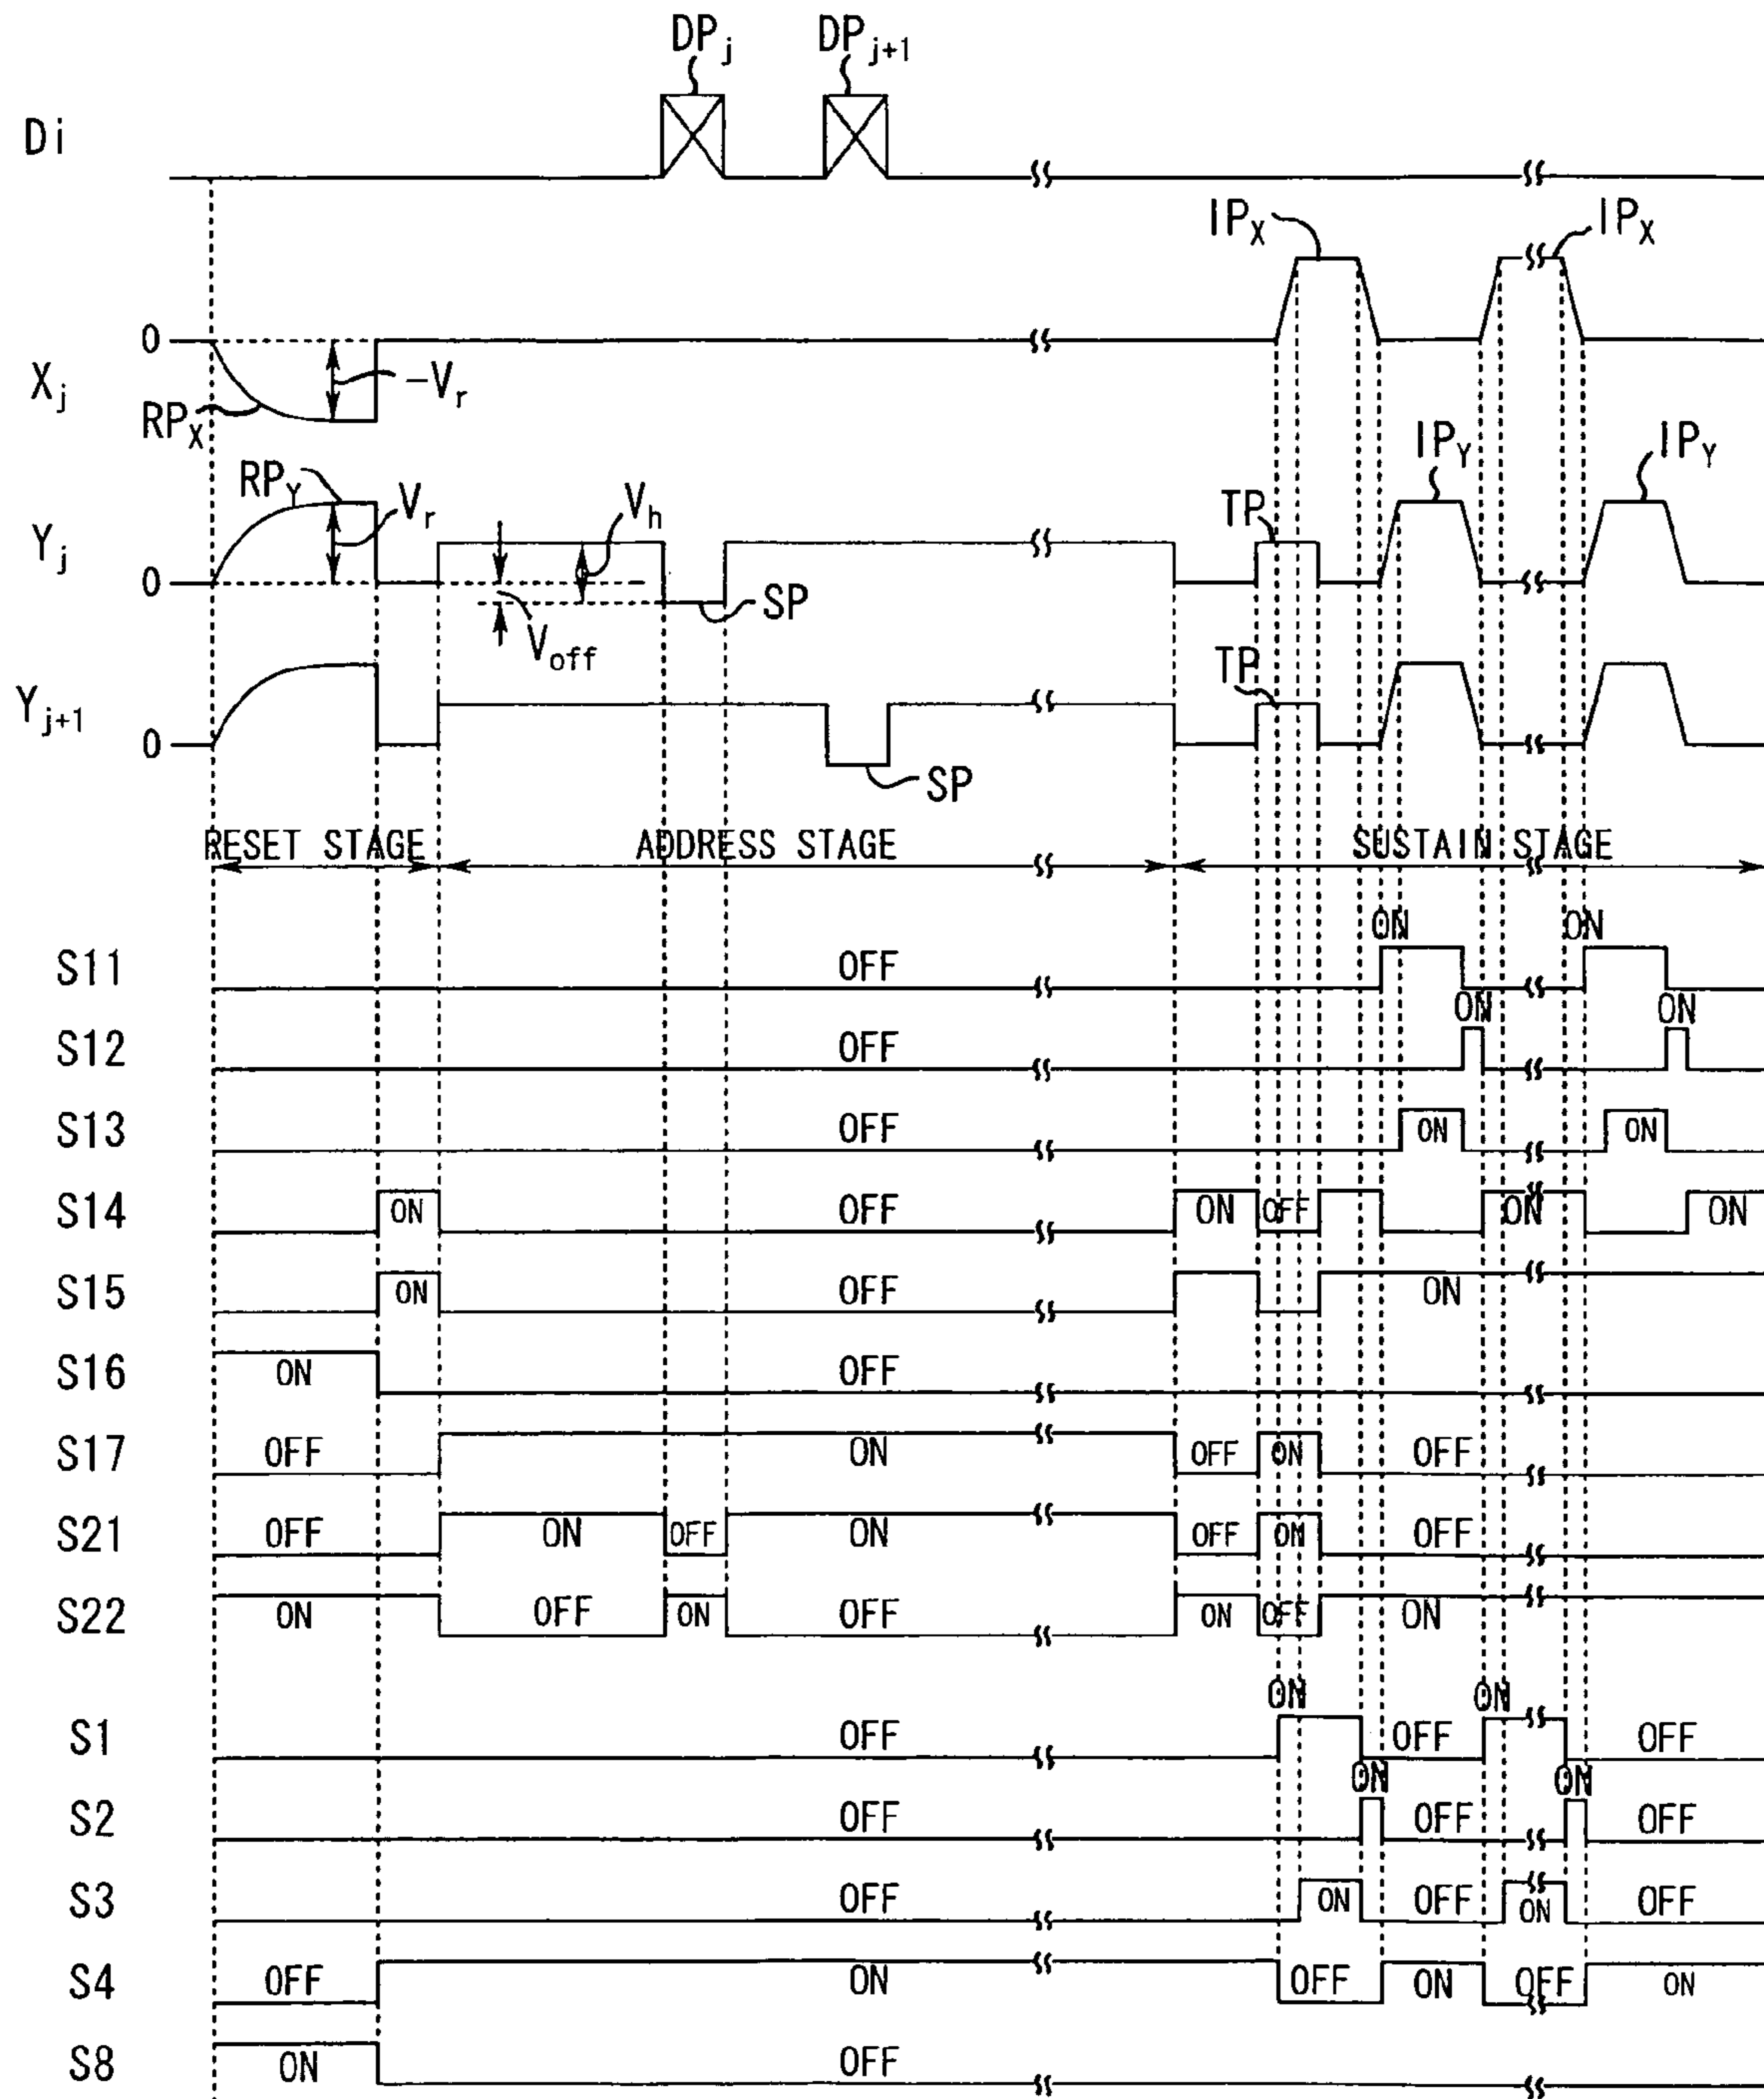 DPj DPj+1
Di
IPX IPX
0
Xj
-Vr
RPX
IPY IPY
RPY
Vr Vh TP
Yj
0
SP
Voff
TP
Yj+1
0
SP
RESET STAGE ADDRESS STAGE SUSTAIN STAGE
ON ON
S11 OFF
ON ON
S12 OFF
S13 OFF ON ON
S14 ON OFF ON OFF ON ON
S15 ON OFF ON
S16 ON OFF
S17 OFF ON OFF ON OFF
S21 OFF ON OFF ON OFF ON OFF
S22 ON OFF ON OFF ON OFF ON
ON ON
S1 OFF OFF OFF
ON ON
S2 OFF OFF OFF
S3 OFF ON OFF ON OFF
S4 OFF ON OFF ON OFF ON
S8 ON OFF